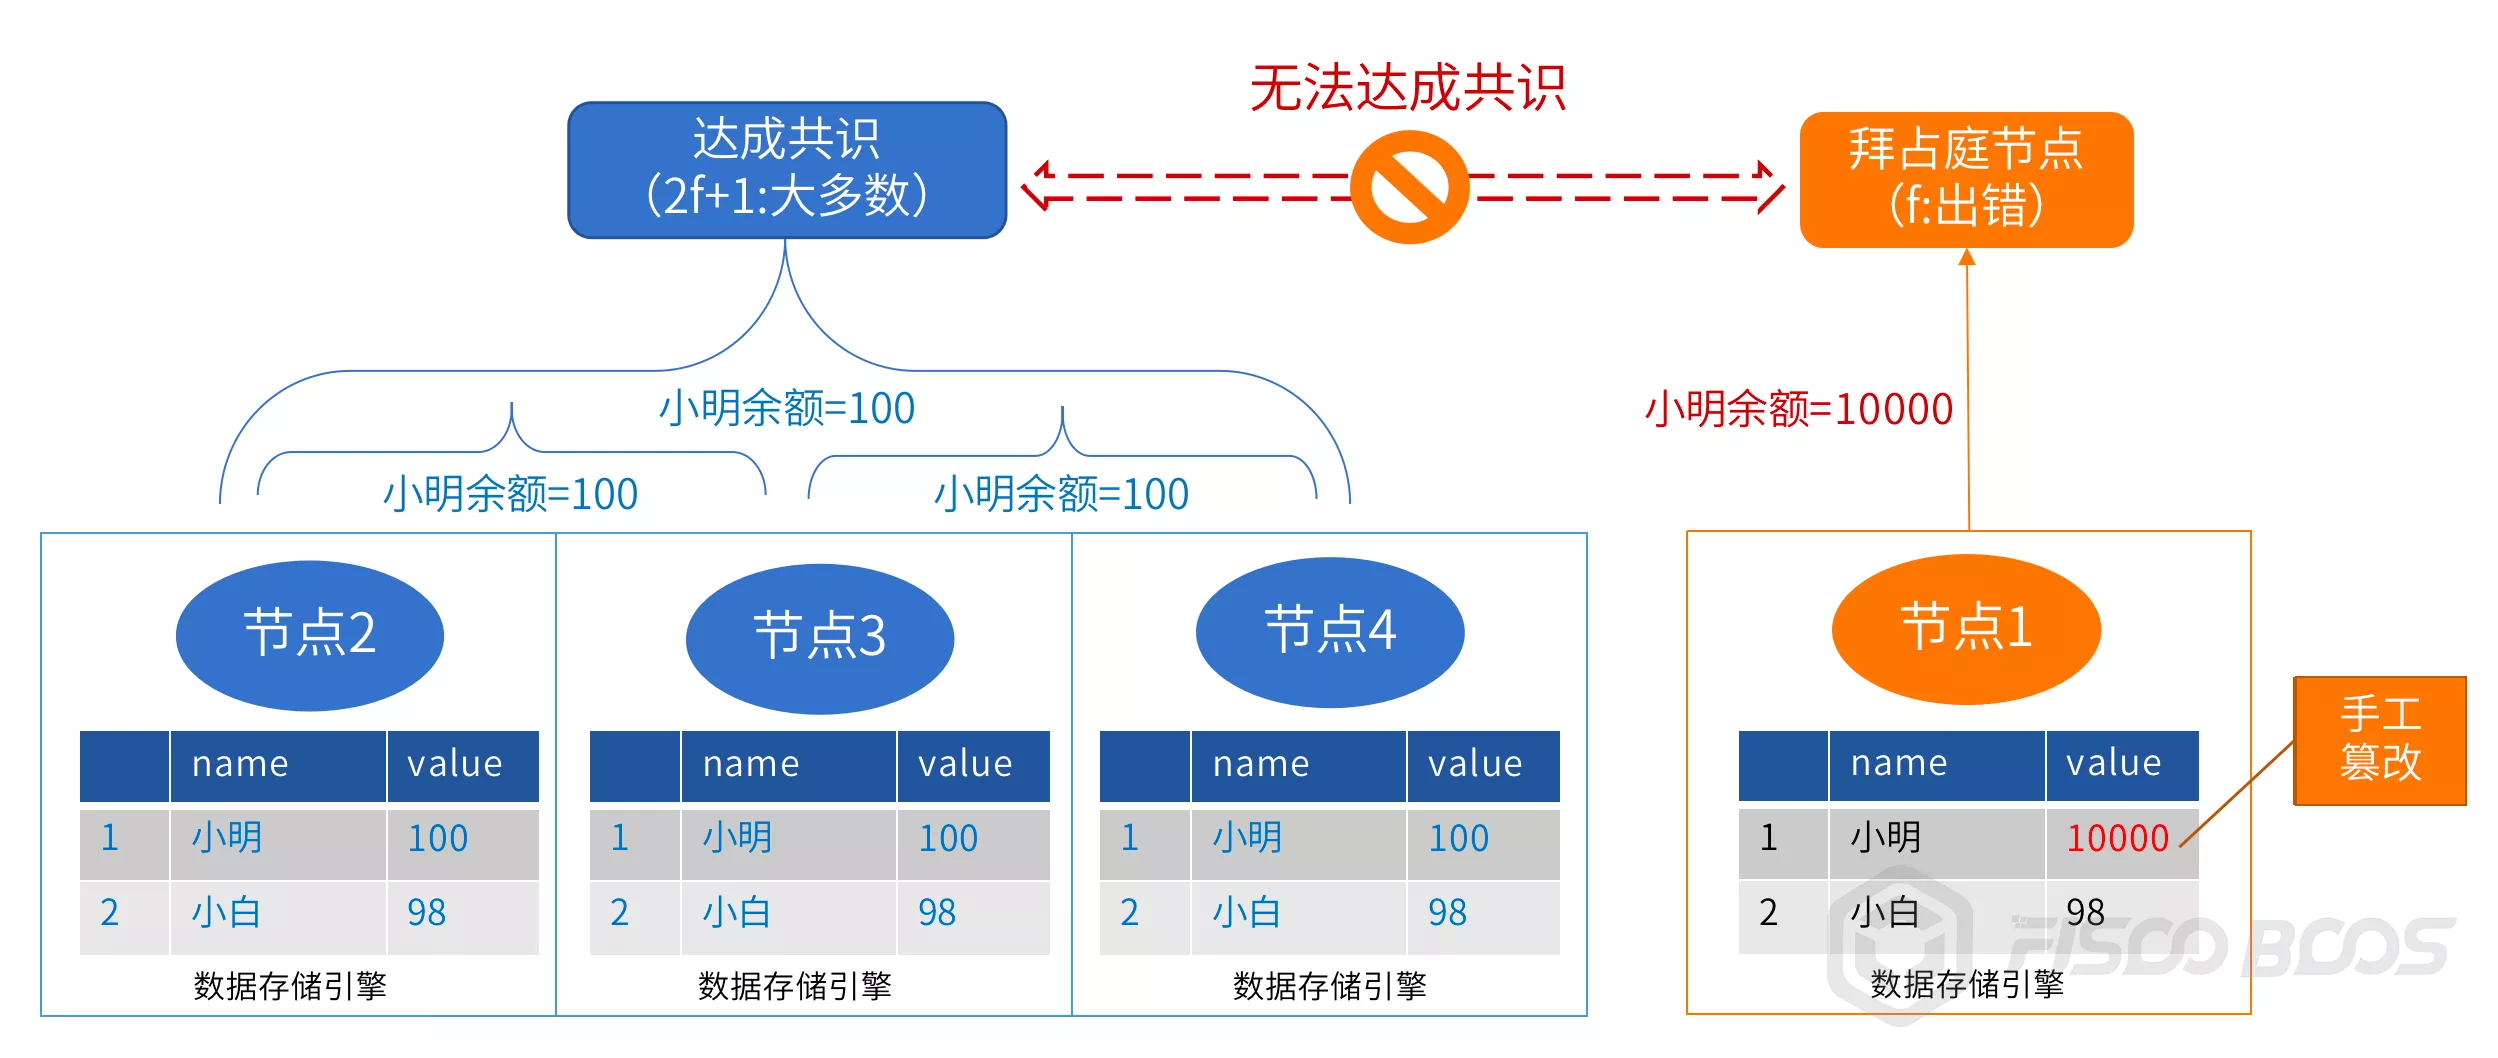 无法达成共识
达成共识
（2f+1：大多数）
拜占庭节点
（f：出错）
小明余额=100
小明余额=10000
小明余额=100
小明余额=100
节点2
节点3
节点4
节点1
手工
篡改
name value
1 小明 100
2 小白 98
数据存储引擎
name value
1 小明 100
2 小白 98
数据存储引擎
name value
1 小明 100
2 小白 98
数据存储引擎
name value
1 小明 10000
2 小白 98
数据存储引擎
FISCO BCOS